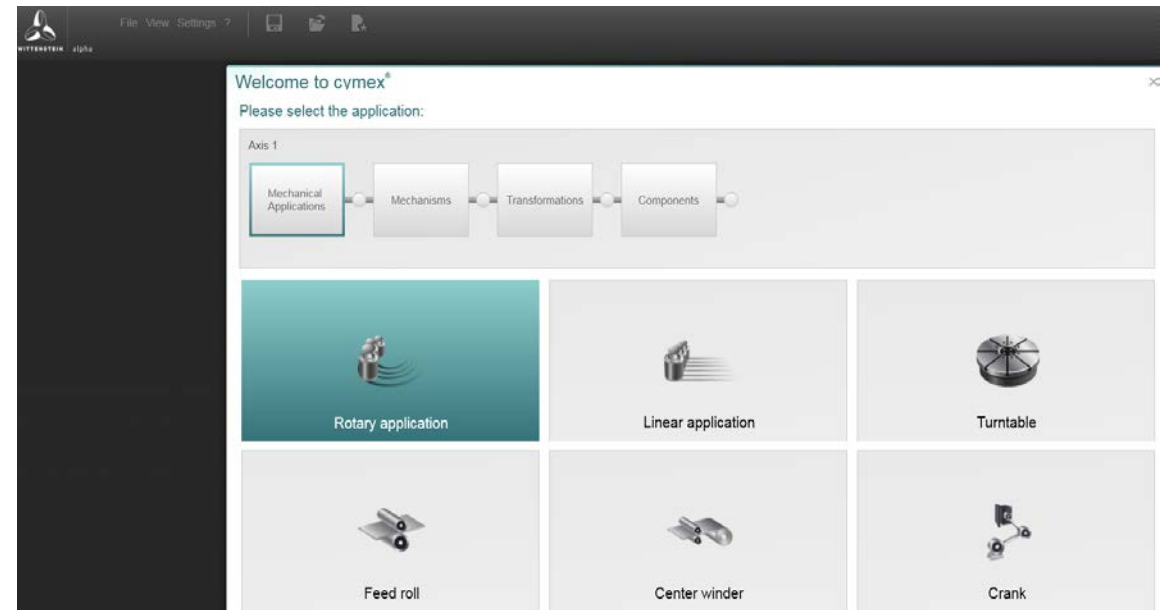 File View Settings ?
WITTENSTEIN alpha
Welcome to cymex®
Please select the application:
Axis 1
Mechanical
Applications
Mechanisms
Transformations
Components
Rotary application
Linear application
Turntable
Feed roll
Center winder
Crank